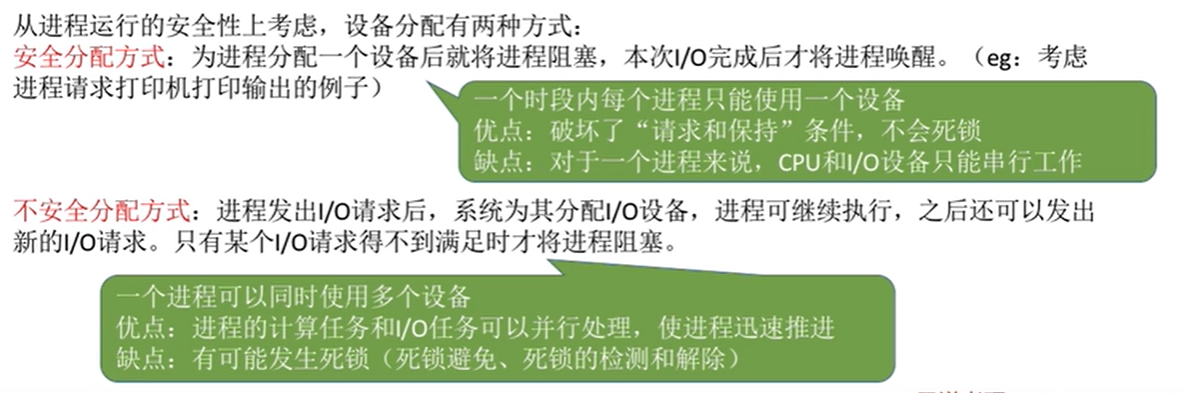 从进程运行的安全性上考虑，设备分配有两种方式：
安全分配方式：为进程分配一个设备后就将进程阻塞，本次I/O完成后才将进程唤醒。（eg：考虑
进程请求打印机打印输出的例子）
一个时段内每个进程只能使用一个设备
优点：破坏了“请求和保持”条件，不会死锁
缺点：对于一个进程来说，CPU和I/O设备只能串行工作
不安全分配方式：进程发出I/O请求后，系统为其分配I/O设备，进程可继续执行，之后还可以发出
新的I/O请求。只有某个I/O请求得不到满足时才将进程阻塞。
一个进程可以同时使用多个设备
优点：进程的计算任务和I/O任务可以并行处理，使进程迅速推进
缺点：有可能发生死锁（死锁避免、死锁的检测和解除）